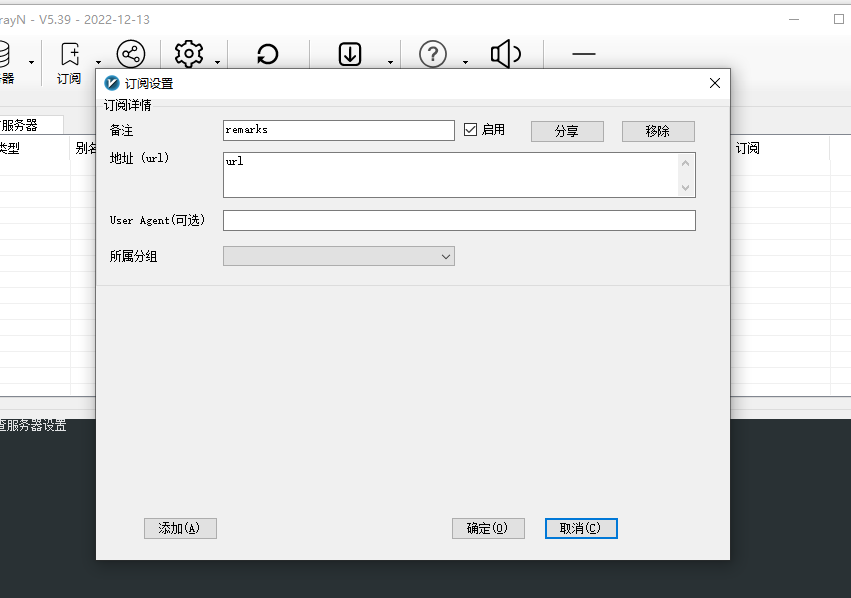 rayN - V5.39 - 2022-12-13
器
订阅
?
订阅设置
订阅详情
服务器
备注
remarks
启用
分享
移除
类型
别名
订阅
地址 (url)
url
User Agent(可选)
所属分组
查服务器设置
添加(A)
确定(O)
取消(C)